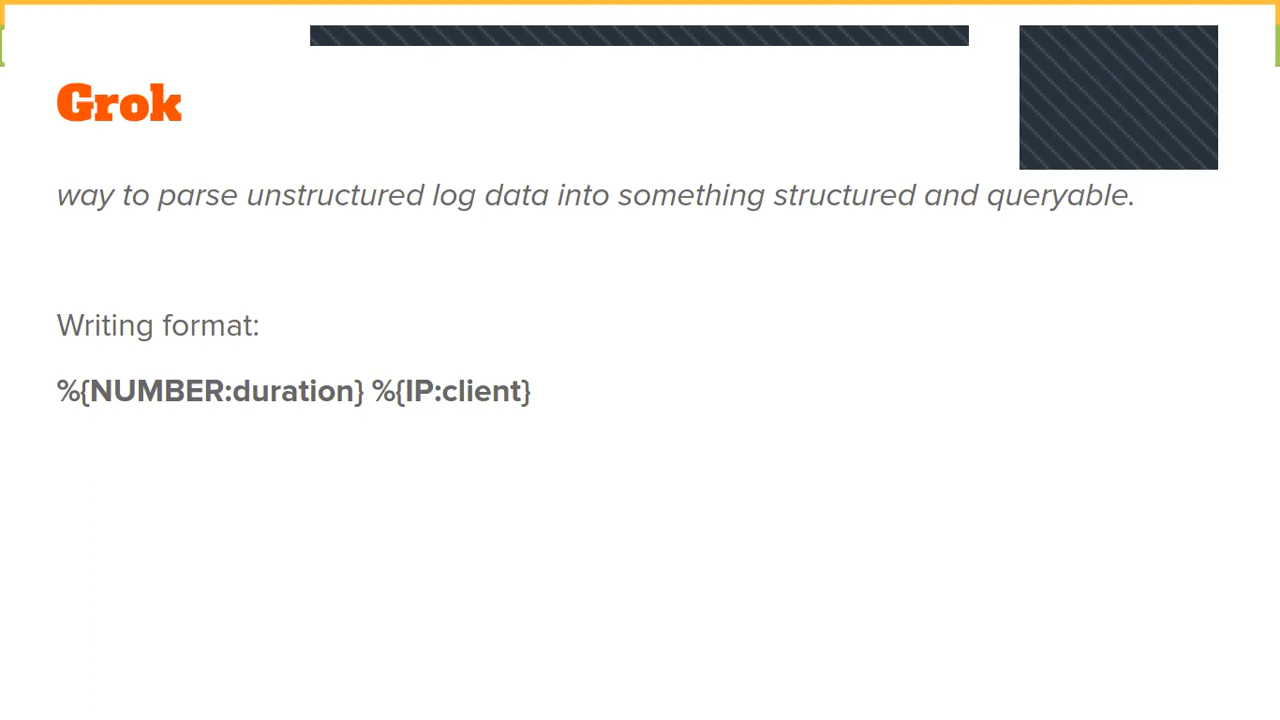 Grok
way to parse unstructured log data into something structured and queryable.
Writing format:
%{NUMBER:duration} %{IP:client}